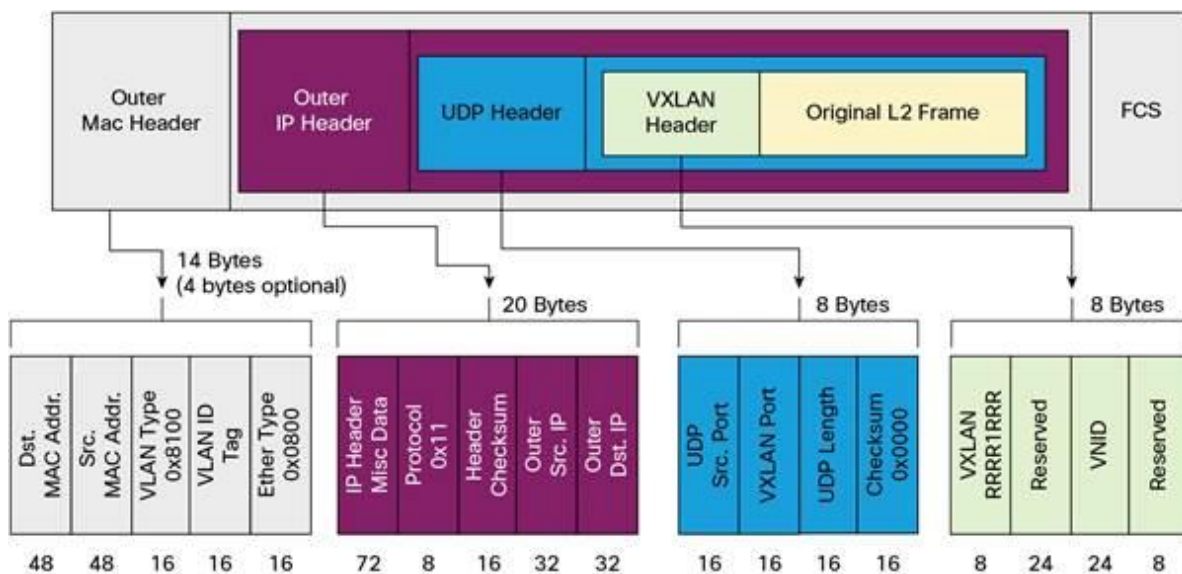 Outer
Mac Header
Outer
IP Header
UDP Header
VXLAN
Header
Original L2 Frame
FCS
14 Bytes
(4 bytes optional)
20 Bytes
8 Bytes
8 Bytes
Dst.
MAC Addr.
Src.
MAC Addr.
VLAN Type
0x8100
VLAN ID
Tag
Ether Type
0x0800
IP Header
Misc Data
Protocol
0x11
Header
Checksum
Outer
Src. IP
Outer
Dst. IP
UDP
Src. Port
VXLAN Port
UDP Length
Checksum
0x0000
VXLAN
RRRR1RRR
Reserved
VNID
Reserved
48 48 16 16 16 72 8 16 32 32 16 16 16 16 8 24 24 8